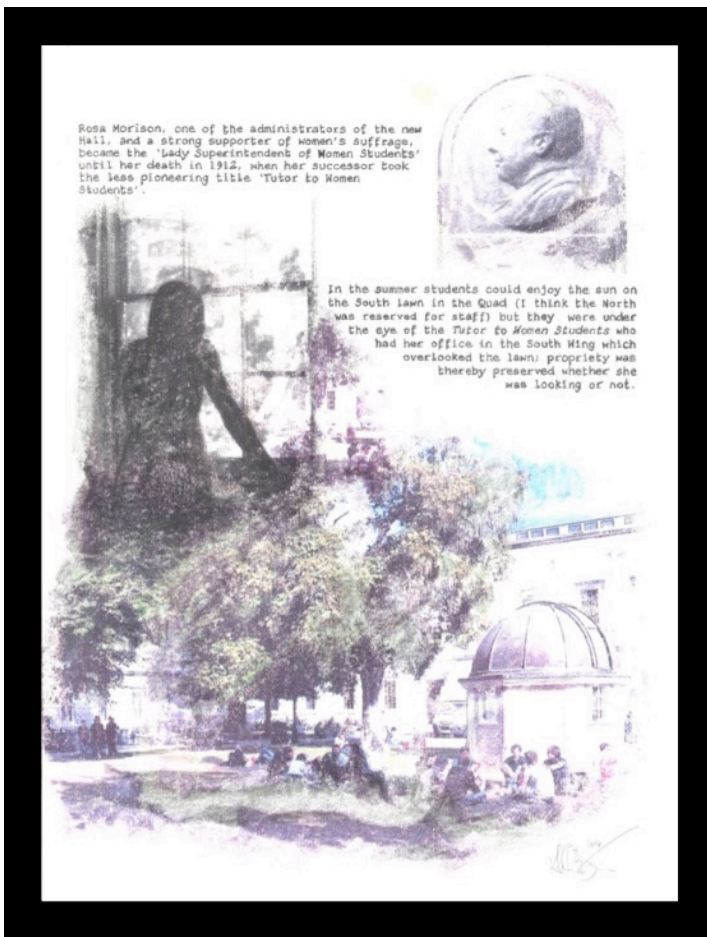 Rosa Morison, one of the administrators of the new
Hall, and a strong supporter of women's suffrage,
became the 'Lady Superintendent of Women Students'
until her death in 1912, when her successor took
the less pioneering title 'Tutor to Women
Students'.
In the summer students could enjoy the sun on
the South lawn in the Quad (I think the North
was reserved for staff) but they were under
the eye of the Tutor to Women Students who
had her office in the South Wing which
overlooked the lawn; propriety was
thereby preserved whether she
was looking or not.